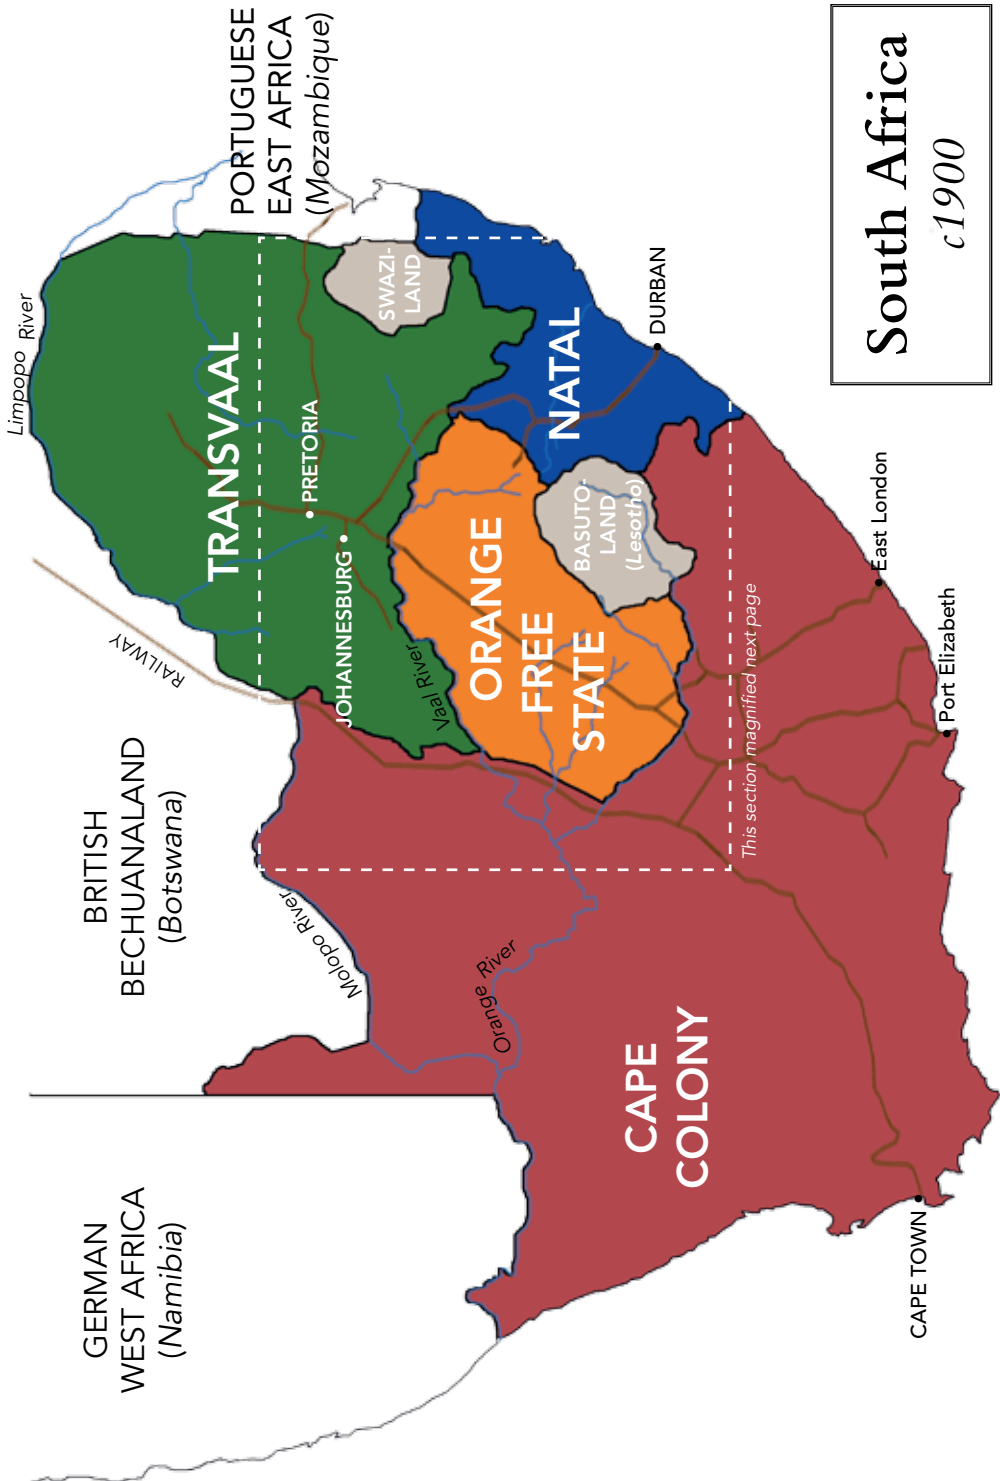 GERMAN
WEST AFRICA
(Namibia)
BRITISH
BECHUANALAND
(Botswana)
RAILWAY
Limpopo River
PORTUGUESE
EAST AFRICA
(Mozambique)
TRANSVAAL
PRETORIA
JOHANNESBURG
SWAZI-
LAND
Molopo River
Vaal River
Orange River
ORANGE
FREE
STATE
NATAL
BASUTO-
LAND
(Lesotho)
DURBAN
CAPE
COLONY
This section magnified next page
East London
Port Elizabeth
CAPE TOWN
South Africa
c1900